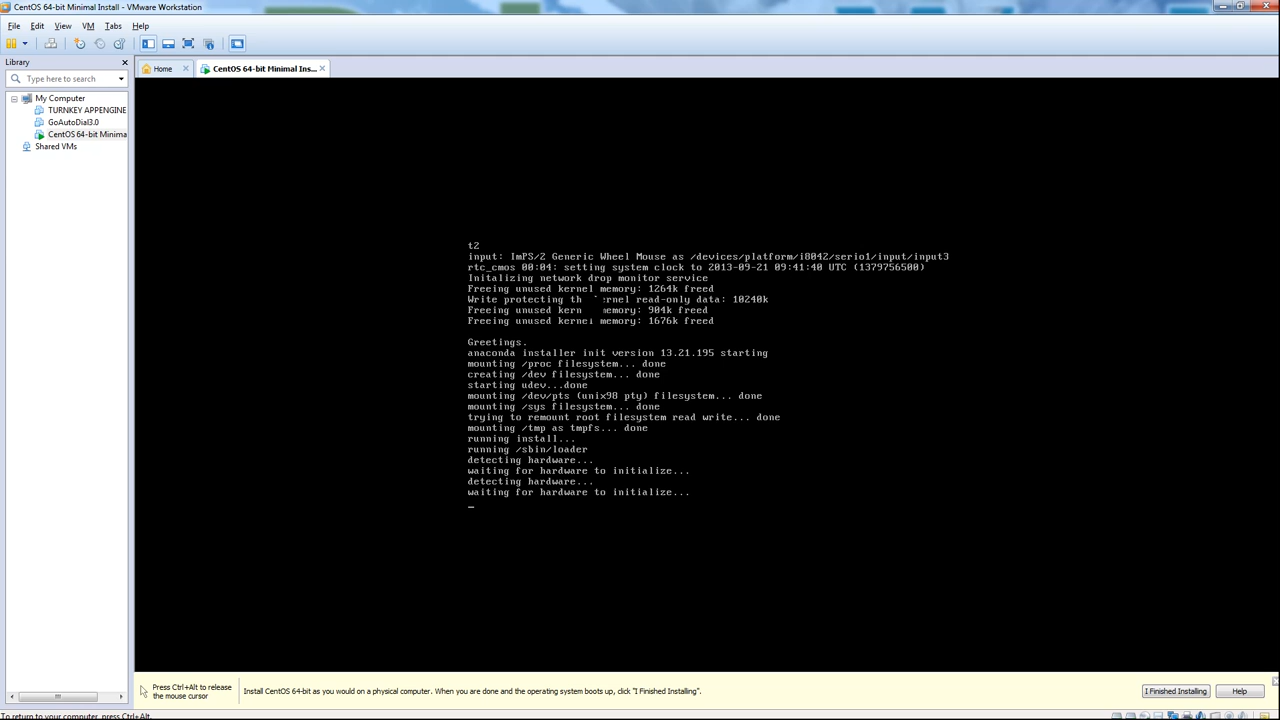 CentOS 64-bit Minimal Install - VMware Workstation
File Edit View VM Tabs Help
Library
Type here to search
Home
CentOS 64-bit Minimal Ins...
My Computer
TURNKEY APPENGINE
GoAutoDial3.0
CentOS 64-bit Minima
Shared VMs
t2
input: ImPS/2 Generic Wheel Mouse as /devices/platform/i8042/serio1/input/input3
rtc_cmos 00:04: setting system clock to 2013-09-21 09:41:40 UTC (1379756500)
Initalizing network drop monitor service
Freeing unused kernel memory: 1264k freed
Write protecting th ernel read-only data: 10240k
Freeing unused kern emory: 904k freed
Freeing unused kernel memory: 1676k freed
Greetings.
anaconda installer init version 13.21.195 starting
mounting /proc filesystem... done
creating /dev filesystem... done
starting udev...done
mounting /dev/pts (unix98 pty) filesystem... done
mounting /sys filesystem... done
trying to remount root filesystem read write... done
mounting /tmp as tmpfs... done
running install...
running /sbin/loader
detecting hardware...
waiting for hardware to initialize...
detecting hardware...
waiting for hardware to initialize...
Press Ctrl+Alt to release
the mouse cursor
Install CentOS 64-bit as you would on a physical computer. When you are done and the operating system boots up, click "I Finished Installing".
I Finished Installing
Help
To return to your computer, press Ctrl+Alt.